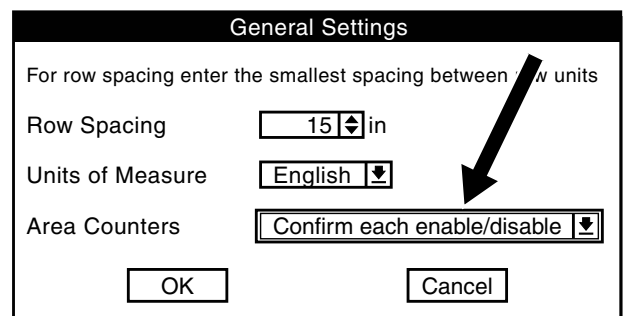 General Settings
For row spacing enter the smallest spacing between units
Row Spacing 15 in
Units of Measure English
Area Counters Confirm each enable/disable
OK Cancel